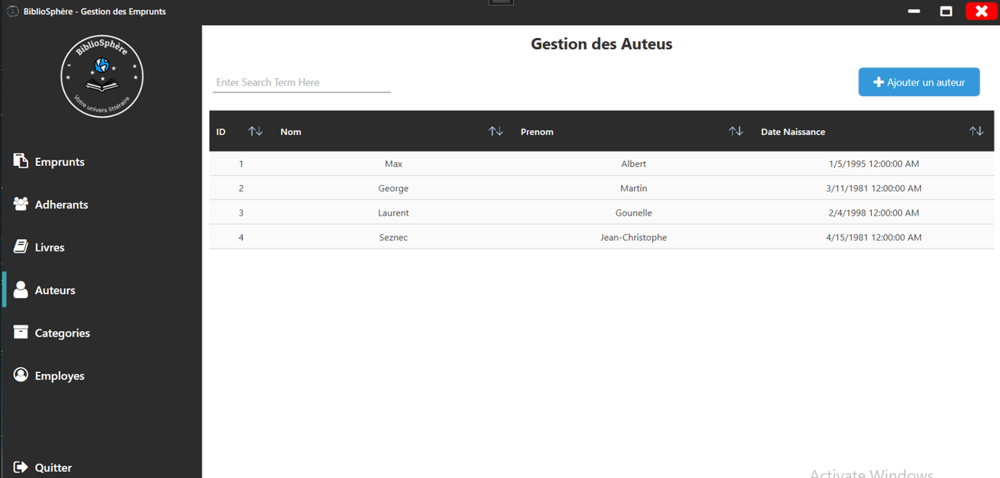 BiblioSphère - Gestion des Emprunts
BiblioSphère
Votre univers littéraire
Emprunts
Adherants
Livres
Auteurs
Categories
Employes
Quitter
Gestion des Auteus
Enter Search Term Here
Ajouter un auteur
ID Nom Prenom Date Naissance
1 Max Albert 1/5/1995 12:00:00 AM
2 George Martin 3/11/1981 12:00:00 AM
3 Laurent Gounelle 2/4/1998 12:00:00 AM
4 Seznec Jean-Christophe 4/15/1981 12:00:00 AM
Activate Windows